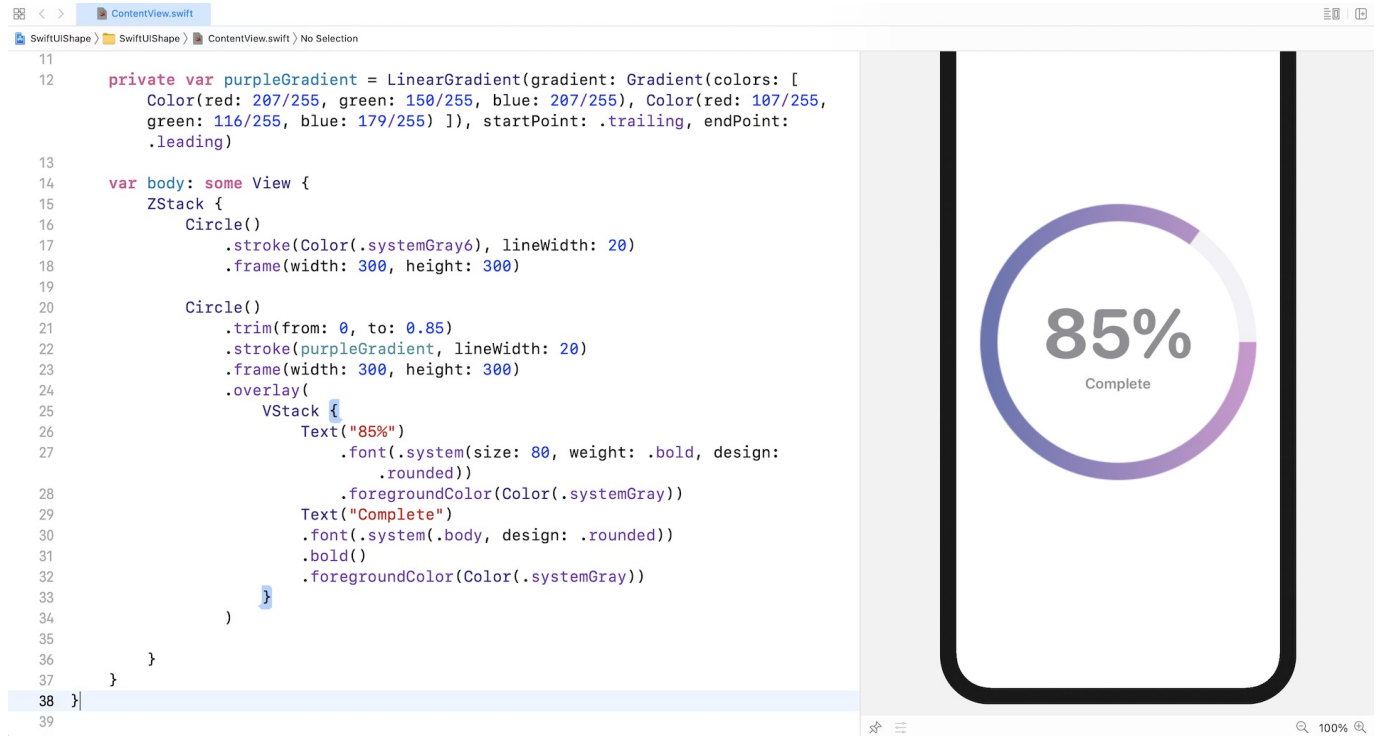 ContentView.swift
SwiftUIShape 〉 SwiftUIShape 〉 ContentView.swift 〉 No Selection
11
12 private var purpleGradient = LinearGradient(gradient: Gradient(colors: [
Color(red: 207/255, green: 150/255, blue: 207/255), Color(red: 107/255,
green: 116/255, blue: 179/255) ]), startPoint: .trailing, endPoint:
.leading)
13
14 var body: some View {
15 ZStack {
16 Circle()
17 .stroke(Color(.systemGray6), lineWidth: 20)
18 .frame(width: 300, height: 300)
19
20 Circle()
21 .trim(from: 0, to: 0.85)
22 .stroke(purpleGradient, lineWidth: 20)
23 .frame(width: 300, height: 300)
24 .overlay(
25 VStack {
26 Text("85%")
27 .font(.system(size: 80, weight: .bold, design:
.rounded))
28 .foregroundColor(Color(.systemGray))
29 Text("Complete")
30 .font(.system(.body, design: .rounded))
31 .bold()
32 .foregroundColor(Color(.systemGray))
33 }
34 )
35
36 }
37 }
38 }
39
85%
Complete
100%